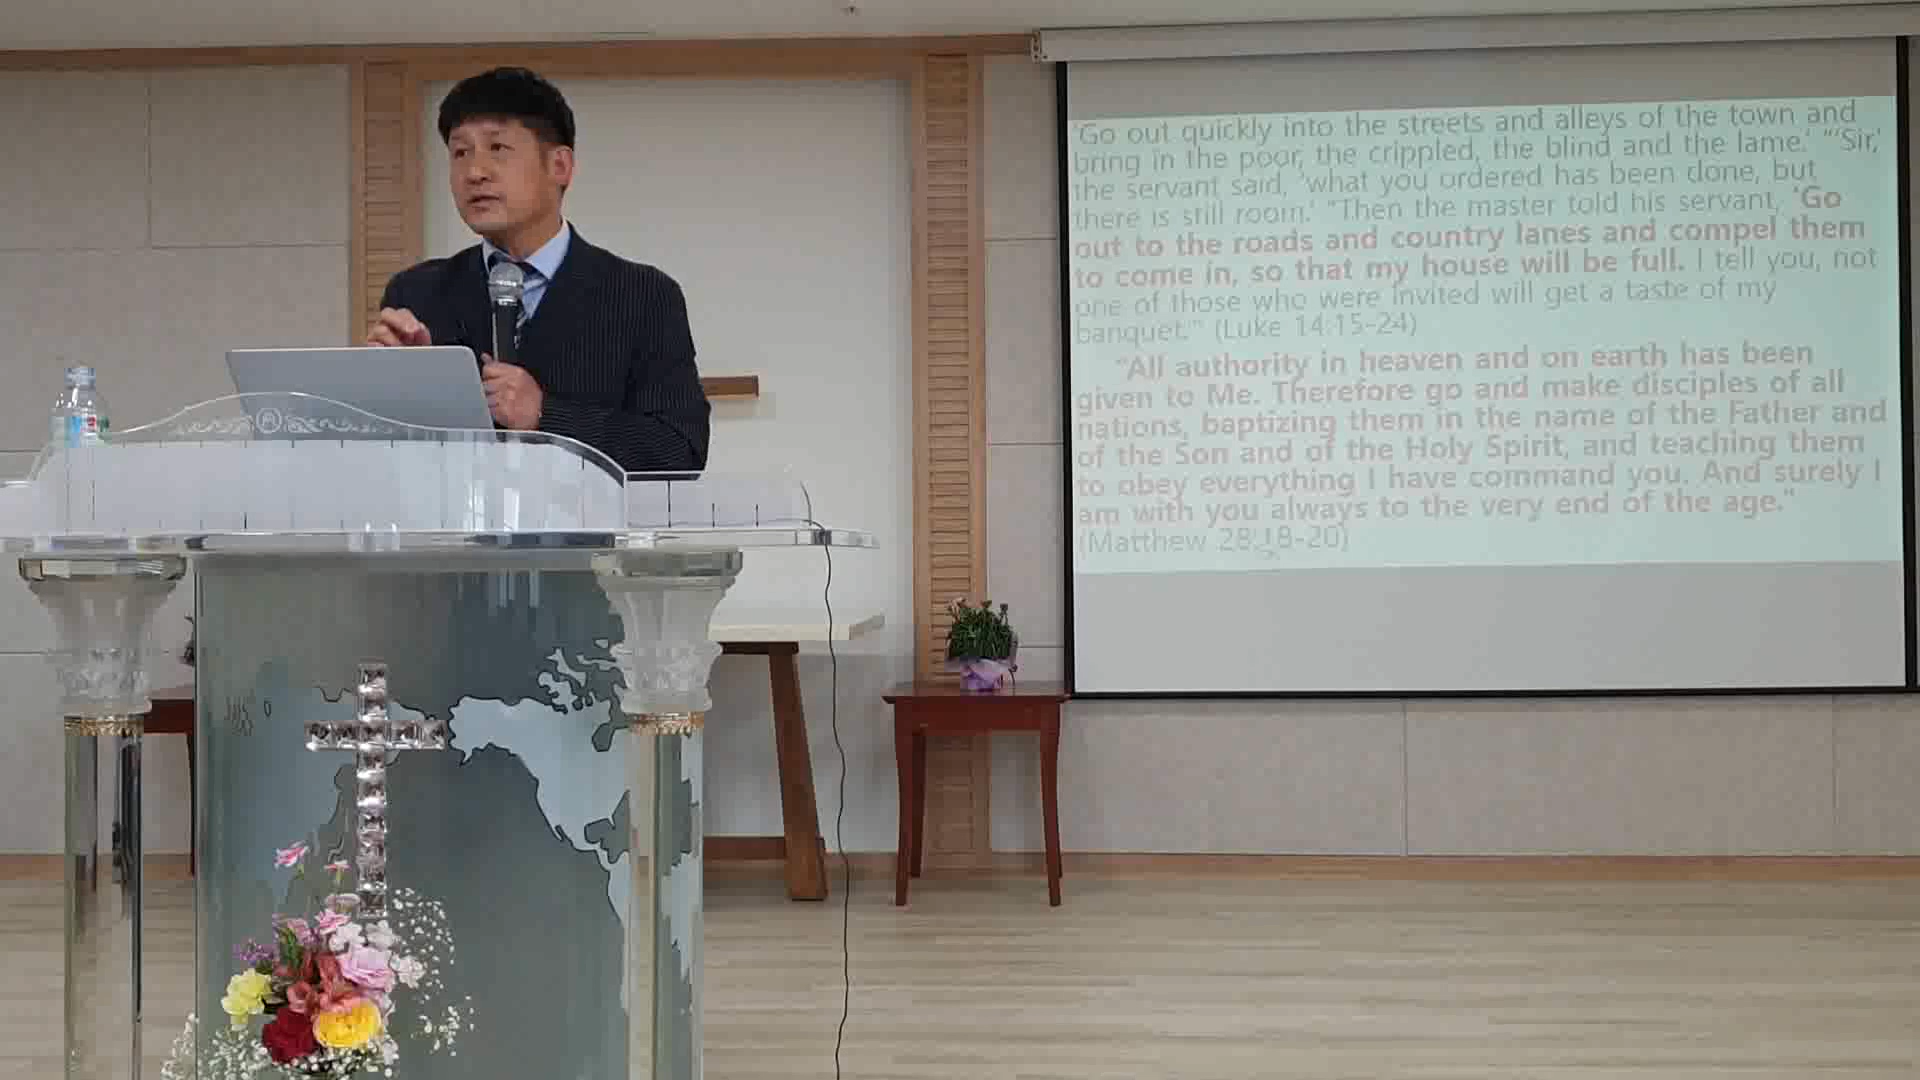 'Go out quickly into the streets and alleys of the town and
bring in the poor, the crippled, the blind and the lame.' "'Sir,'
the servant said, 'what you ordered has been done, but
there is still room.' "Then the master told his servant, 'Go
out to the roads and country lanes and compel them
to come in, so that my house will be full. I tell you, not
one of those who were invited will get a taste of my
banquet.'" (Luke 14:15-24)
"All authority in heaven and on earth has been
given to Me. Therefore go and make disciples of all
nations, baptizing them in the name of the Father and
of the Son and of the Holy Spirit, and teaching them
to obey everything I have command you. And surely I
am with you always to the very end of the age."
(Matthew 28:18-20)